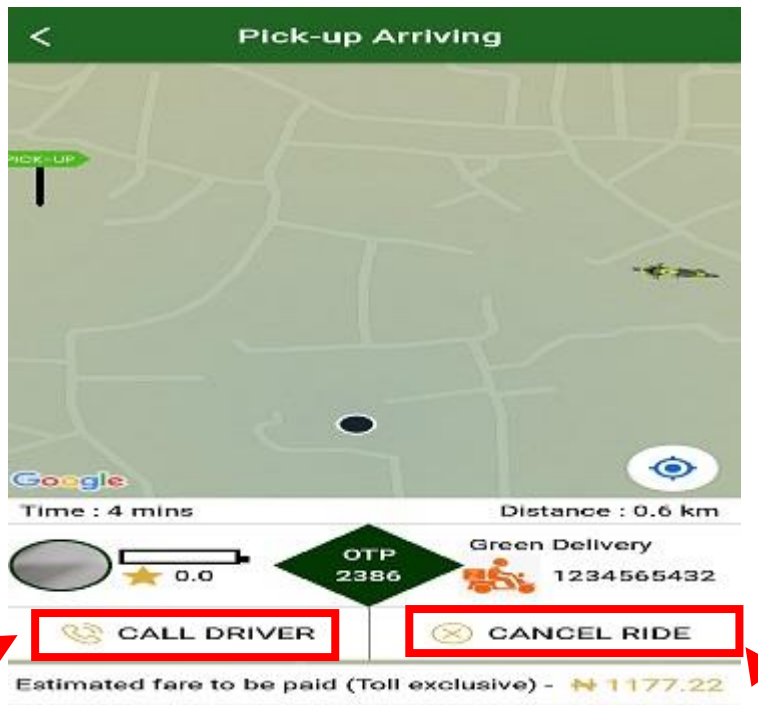 <
Pick-up Arriving
PICK-UP
Google
Time : 4 mins Distance : 0.6 km
Green Delivery
OTP
0.0 2386 1234565432
CALL DRIVER CANCEL RIDE
Estimated fare to be paid (Toll exclusive) - ₦ 1177.22